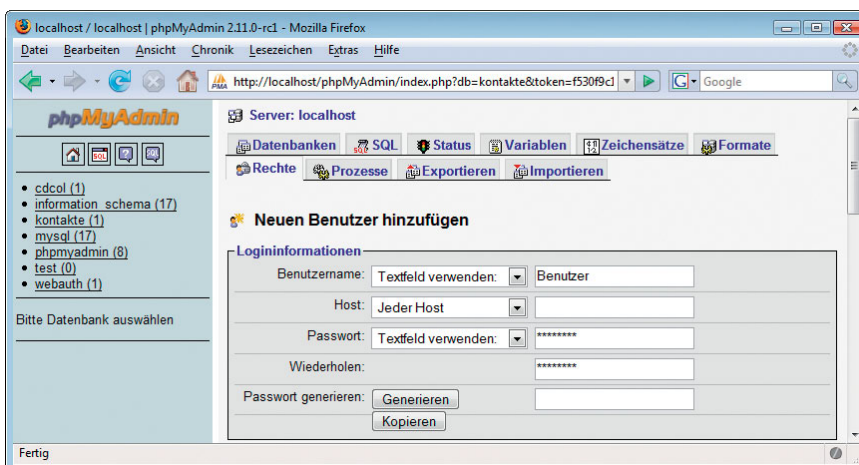 localhost / localhost | phpMyAdmin 2.11.0-rc1 - Mozilla Firefox
Datei Bearbeiten Ansicht Chronik Lesezeichen Extras Hilfe
http://localhost/phpMyAdmin/index.php?db=kontakte&token=f530f9c1 Google
phpMyAdmin
SQL
cdcol (1)
information_schema (17)
kontakte (1)
mysql (17)
phpmyadmin (8)
test (0)
webauth (1)
Bitte Datenbank auswählen
Server: localhost
Datenbanken SQL Status Variablen Zeichensätze Formate
Rechte Prozesse Exportieren Importieren
Neuen Benutzer hinzufügen
Logininformationen
Benutzername: Textfeld verwenden: Benutzer
Host: Jeder Host
Passwort: Textfeld verwenden: ********
Wiederholen: ********
Passwort generieren: Generieren
Kopieren
Fertig